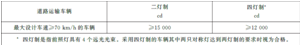 道路运输车辆
二灯制
cd
四灯制ª
cd
最大设计车速≥70 km/h的车辆
≥15 000
≥12 000
ª 四灯制是指前照灯具有4个远光光束。采用四灯制的车辆其中两只对称灯达到两灯制的要求时视为合格。